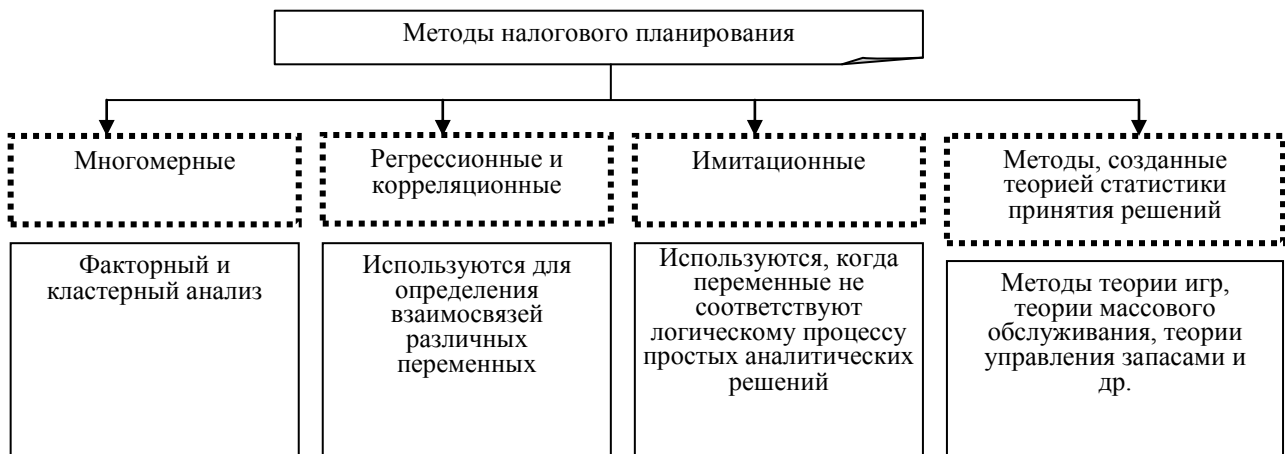 Методы налогового планирования
Многомерные
Регрессионные и
корреляционные
Имитационные
Методы, созданные
теорией статистики
принятия решений
Факторный и
кластерный анализ
Используются для
определения
взаимосвязей
различных
переменных
Используются, когда
переменные не
соответствуют
логическому процессу
простых аналитических
решений
Методы теории игр,
теории массового
обслуживания, теории
управления запасами и
др.